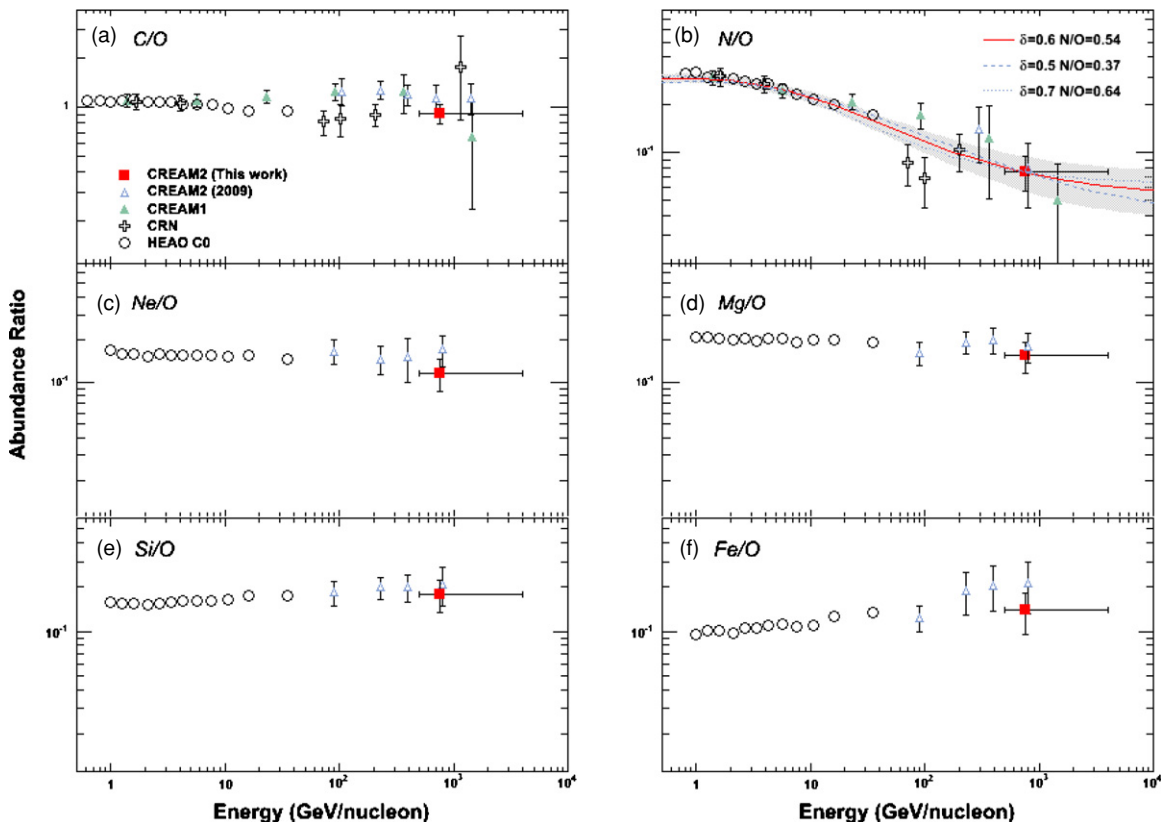 (a) C/O
1
CREAM2 (This work)
CREAM2 (2009)
CREAM1
CRN
HEAO C0
(b) N/O
δ=0.6 N/O=0.54
δ=0.5 N/O=0.37
δ=0.7 N/O=0.64
10⁻¹
Abundance Ratio
(c) Ne/O
10⁻¹
(d) Mg/O
(e) Si/O
10⁻¹
(f) Fe/O
10⁻¹
1 10 10² 10³ 10⁴
Energy (GeV/nucleon)
1 10 10² 10³ 10⁴
Energy (GeV/nucleon)